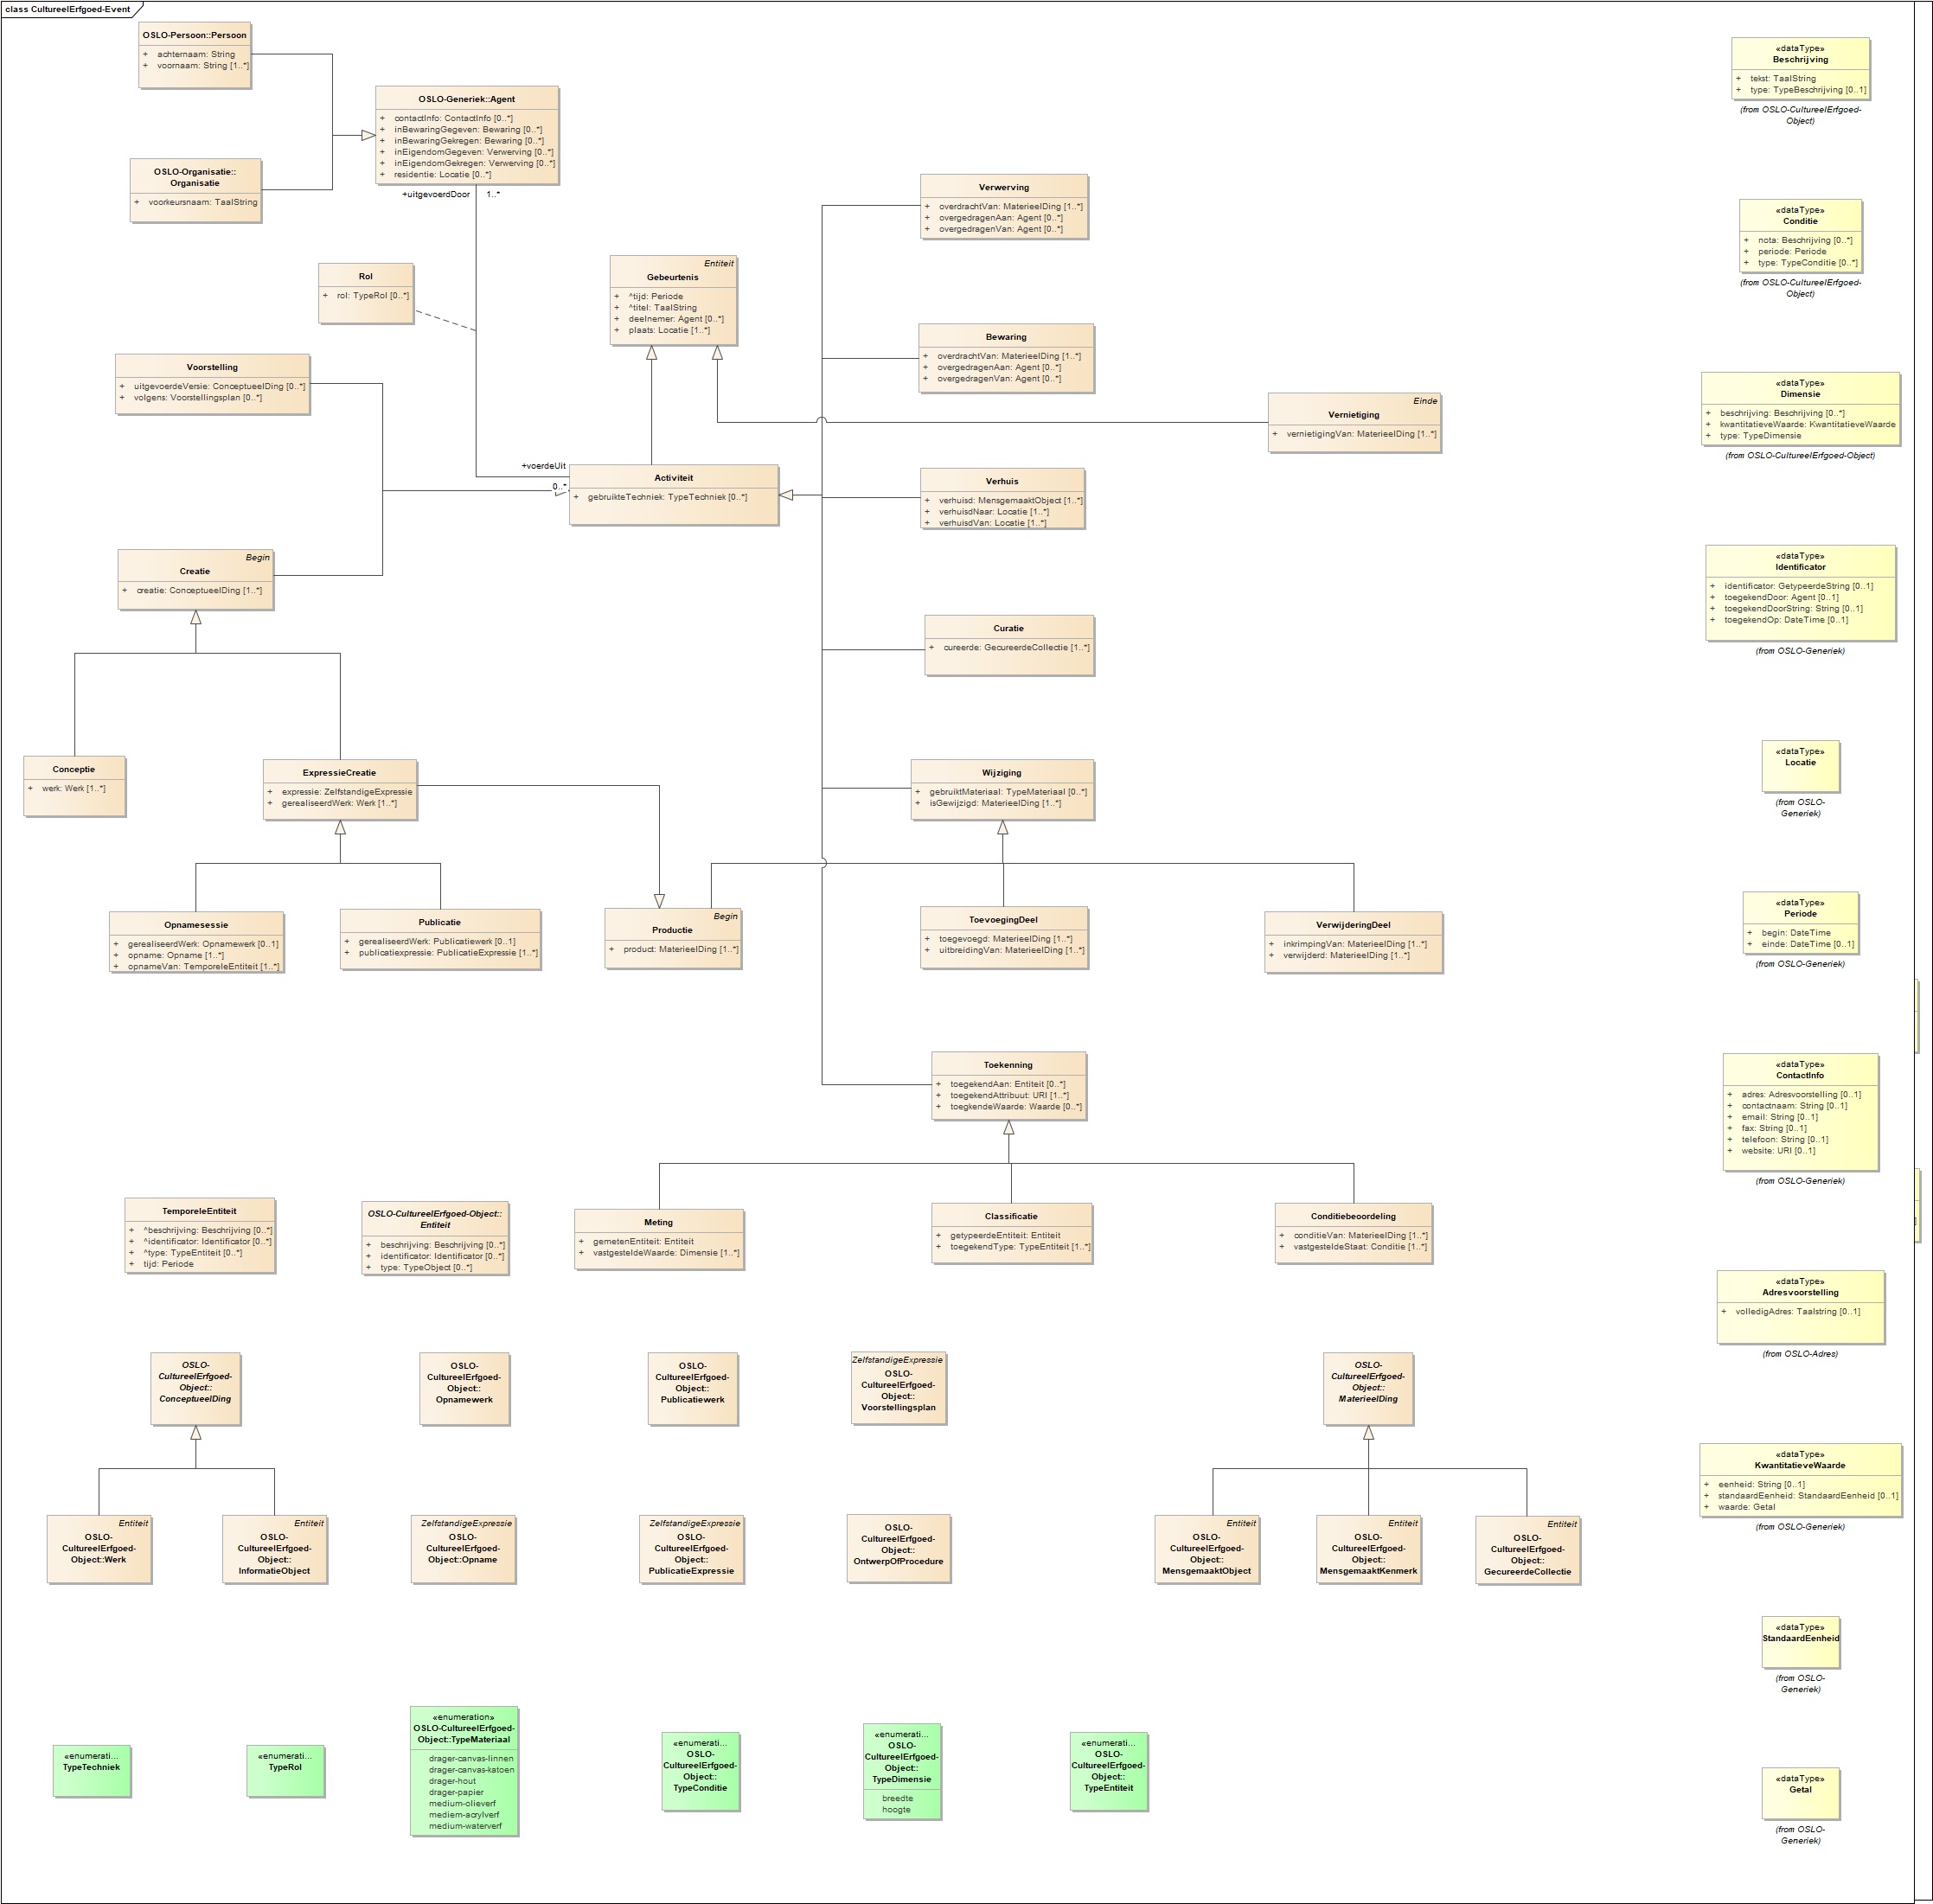 class CultureelErfgoed-Event
OSLO-Persoon::Persoon
+ achternaam: String
+ voornaam: String [1..*]
OSLO-Organisatie::
Organisatie
+ voorkeursnaam: TaalString
OSLO-Generiek::Agent
+ contactInfo: ContactInfo [0..*]
+ inBewaringGegeven: Bewaring [0..*]
+ inBewaringGekregen: Bewaring [0..*]
+ inEigendomGegeven: Verwerving [0..*]
+ inEigendomGekregen: Verwerving [0..*]
+ residentie: Locatie [0..*]
+uitgevoerdDoor 1..*
Rol
+ rol: TypeRol [0..*]
Entiteit
Gebeurtenis
+ ^tijd: Periode
+ ^titel: TaalString
+ deelnemer: Agent [0..*]
+ plaats: Locatie [1..*]
Verwerving
+ overdrachtVan: MaterieelDing [1..*]
+ overgedragenAan: Agent [0..*]
+ overgedragenVan: Agent [0..*]
Bewaring
+ overdrachtVan: MaterieelDing [1..*]
+ overgedragenAan: Agent [0..*]
+ overgedragenVan: Agent [0..*]
Voorstelling
+ uitgevoerdeVersie: ConceptueelDing [0..*]
+ volgens: Voorstellingsplan [0..*]
Einde
Vernietiging
+ vernietigingVan: MaterieelDing [1..*]
+voerdeUit
0..*
Activiteit
+ gebruikteTechniek: TypeTechniek [0..*]
Verhuis
+ verhuisd: MensgemaaktObject [1..*]
+ verhuisdNaar: Locatie [1..*]
+ verhuisdVan: Locatie [1..*]
Begin
Creatie
+ creatie: ConceptueelDing [1..*]
Curatie
+ cureerde: GecureerdeCollectie [1..*]
Conceptie
+ werk: Werk [1..*]
ExpressieCreatie
+ expressie: ZelfstandigeExpressie
+ gerealiseerdWerk: Werk [1..*]
Wijziging
+ gebruiktMateriaal: TypeMateriaal [0..*]
+ isGewijzigd: MaterieelDing [1..*]
Opnamesessie
+ gerealiseerdWerk: Opnamewerk [0..1]
+ opname: Opname [1..*]
+ opnameVan: TemporeleEntiteit [1..*]
Publicatie
+ gerealiseerdWerk: Publicatiewerk [0..1]
+ publicatiexpressie: PublicatieExpressie [1..*]
Begin
Productie
+ product: MaterieelDing [1..*]
ToevoegingDeel
+ toegevoegd: MaterieelDing [1..*]
+ uitbreidingVan: MaterieelDing [1..*]
VerwijderingDeel
+ inkrimpingVan: MaterieelDing [1..*]
+ verwijderd: MaterieelDing [1..*]
Toekenning
+ toegekendAan: Entiteit [0..*]
+ toegekendAttribuut: URI [1..*]
+ toegkendeWaarde: Waarde [0..*]
TemporeleEntiteit
+ ^beschrijving: Beschrijving [0..*]
+ ^identificator: Identificator [0..*]
+ ^type: TypeEntiteit [0..*]
+ tijd: Periode
OSLO-CultureelErfgoed-Object::
Entiteit
+ beschrijving: Beschrijving [0..*]
+ identificator: Identificator [0..*]
+ type: TypeObject [0..*]
Meting
+ gemetenEntiteit: Entiteit
+ vastgesteldeWaarde: Dimensie [1..*]
Classificatie
+ getypeerdeEntiteit: Entiteit
+ toegekendType: TypeEntiteit [1..*]
Conditiebeoordeling
+ conditieVan: MaterieelDing [1..*]
+ vastgesteldeStaat: Conditie [1..*]
OSLO-
CultureelErfgoed-
Object::
ConceptueelDing
OSLO-
CultureelErfgoed-
Object::
Opnamewerk
OSLO-
CultureelErfgoed-
Object::
Publicatiewerk
ZelfstandigeExpressie
OSLO-
CultureelErfgoed-
Object::
Voorstellingsplan
OSLO-
CultureelErfgoed-
Object::
MaterieelDing
Entiteit
OSLO-
CultureelErfgoed-
Object::Werk
Entiteit
OSLO-
CultureelErfgoed-
Object::
InformatieObject
ZelfstandigeExpressie
OSLO-
CultureelErfgoed-
Object::Opname
ZelfstandigeExpressie
OSLO-
CultureelErfgoed-
Object::
PublicatieExpressie
OSLO-
CultureelErfgoed-
Object::
OntwerpOfProcedure
Entiteit
OSLO-
CultureelErfgoed-
Object::
MensgemaaktObject
Entiteit
OSLO-
CultureelErfgoed-
Object::
MensgemaaktKenmerk
Entiteit
OSLO-
CultureelErfgoed-
Object::
GecureerdeCollectie
«enumerati...
TypeTechniek
«enumerati...
TypeRol
«enumeration»
OSLO-CultureelErfgoed-
Object::TypeMateriaal
drager-canvas-linnen
drager-canvas-katoen
drager-hout
drager-papier
medium-olieverf
mediem-acrylverf
medium-waterverf
«enumerati...
OSLO-
CultureelErfgoed-
Object::
TypeConditie
«enumerati...
OSLO-
CultureelErfgoed-
Object::
TypeDimensie
breedte
hoogte
«enumerati...
OSLO-
CultureelErfgoed-
Object::
TypeEntiteit
«dataType»
Beschrijving
+ tekst: TaalString
+ type: TypeBeschrijving [0..1]
(from OSLO-CultureelErfgoed-
Object)
«dataType»
Conditie
+ nota: Beschrijving [0..*]
+ periode: Periode
+ type: TypeConditie [0..*]
(from OSLO-CultureelErfgoed-
Object)
«dataType»
Dimensie
+ beschrijving: Beschrijving [0..*]
+ kwantitatieveWaarde: KwantitatieveWaarde
+ type: TypeDimensie
(from OSLO-CultureelErfgoed-Object)
«dataType»
Identificator
+ identificator: GetypeerdeString [0..1]
+ toegekendDoor: Agent [0..1]
+ toegekendDoorString: String [0..1]
+ toegekendOp: DateTime [0..1]
(from OSLO-Generiek)
«dataType»
Locatie
(from OSLO-
Generiek)
«dataType»
Periode
+ begin: DateTime
+ einde: DateTime [0..1]
(from OSLO-Generiek)
«dataType»
ContactInfo
+ adres: Adresvoorstelling [0..1]
+ contactnaam: String [0..1]
+ email: String [0..1]
+ fax: String [0..1]
+ telefoon: String [0..1]
+ website: URI [0..1]
(from OSLO-Generiek)
«dataType»
Adresvoorstelling
+ volledigAdres: Taalstring [0..1]
(from OSLO-Adres)
«dataType»
KwantitatieveWaarde
+ eenheid: String [0..1]
+ standaardEenheid: StandaardEenheid [0..1]
+ waarde: Getal
(from OSLO-Generiek)
«dataType»
StandaardEenheid
(from OSLO-
Generiek)
«dataType»
Getal
(from OSLO-
Generiek)